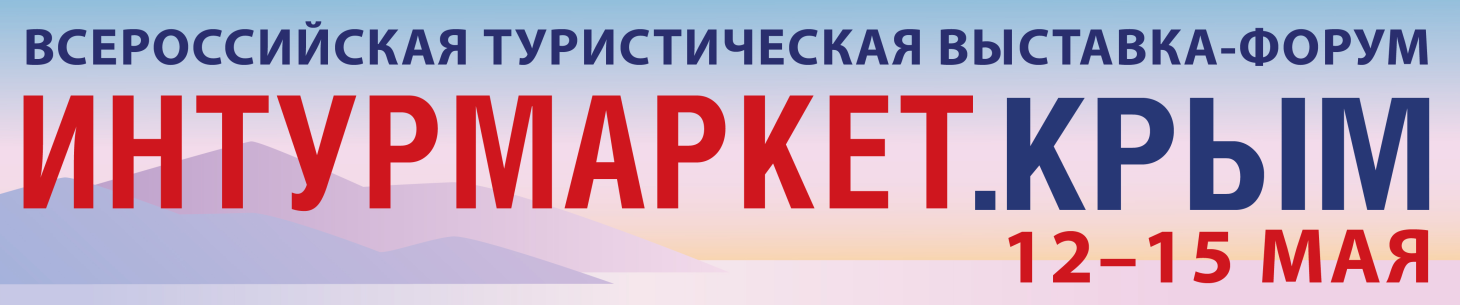 ВСЕРОССИЙСКАЯ ТУРИСТИЧЕСКАЯ ВЫСТАВКА-ФОРУМ
ИНТУРМАРКЕТ.КРЫМ
12–15 МАЯ